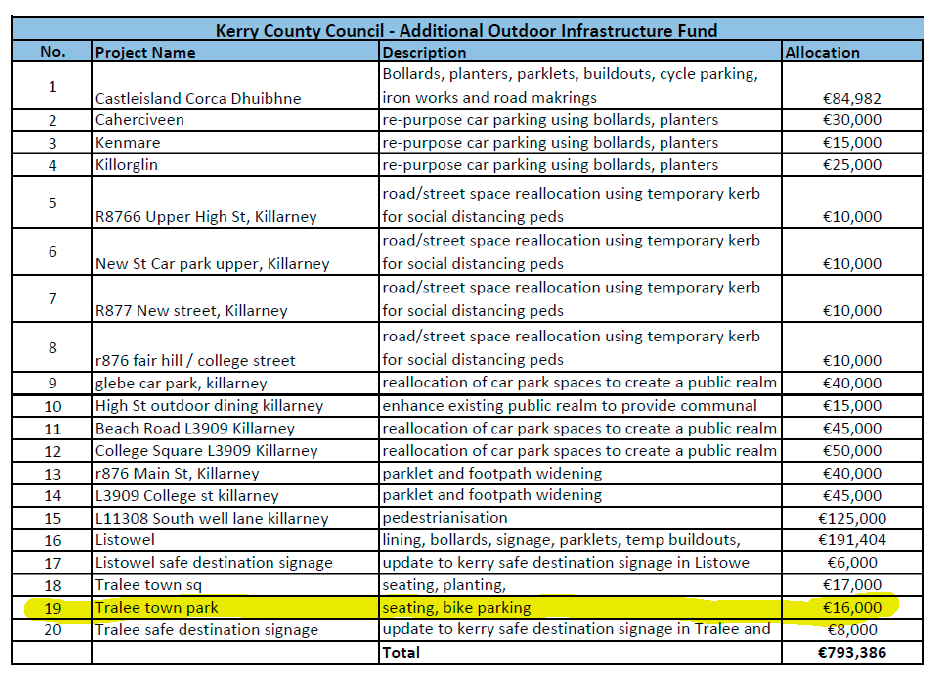 Kerry County Council - Additional Outdoor Infrastructure Fund
No. Project Name Description Allocation
1 Castleisland Corca Dhuibhne Bollards, planters, parklets, buildouts, cycle parking,
iron works and road makrings €84,982
2 Caherciveen re-purpose car parking using bollards, planters €30,000
3 Kenmare re-purpose car parking using bollards, planters €15,000
4 Killorglin re-purpose car parking using bollards, planters €25,000
5 R8766 Upper High St, Killarney road/street space reallocation using temporary kerb
for social distancing peds €10,000
6 New St Car park upper, Killarney road/street space reallocation using temporary kerb
for social distancing peds €10,000
7 R877 New street, Killarney road/street space reallocation using temporary kerb
for social distancing peds €10,000
8 r876 fair hill / college street road/street space reallocation using temporary kerb
for social distancing peds €10,000
9 glebe car park, killarney reallocation of car park spaces to create a public realm €40,000
10 High St outdoor dining killarney enhance existing public realm to provide communal €15,000
11 Beach Road L3909 Killarney reallocation of car park spaces to create a public realm €45,000
12 College Square L3909 Killarney reallocation of car park spaces to create a public realm €50,000
13 r876 Main St, Killarney parklet and footpath widening €40,000
14 L3909 College st killarney parklet and footpath widening €45,000
15 L11308 South well lane killarney pedestrianisation €125,000
16 Listowel lining, bollards, signage, parklets, temp buildouts, €191,404
17 Listowel safe destination signage update to kerry safe destination signage in Listowe €6,000
18 Tralee town sq seating, planting, €17,000
19 Tralee town park seating, bike parking €16,000
20 Tralee safe destination signage update to kerry safe destination signage in Tralee and €8,000
Total €793,386